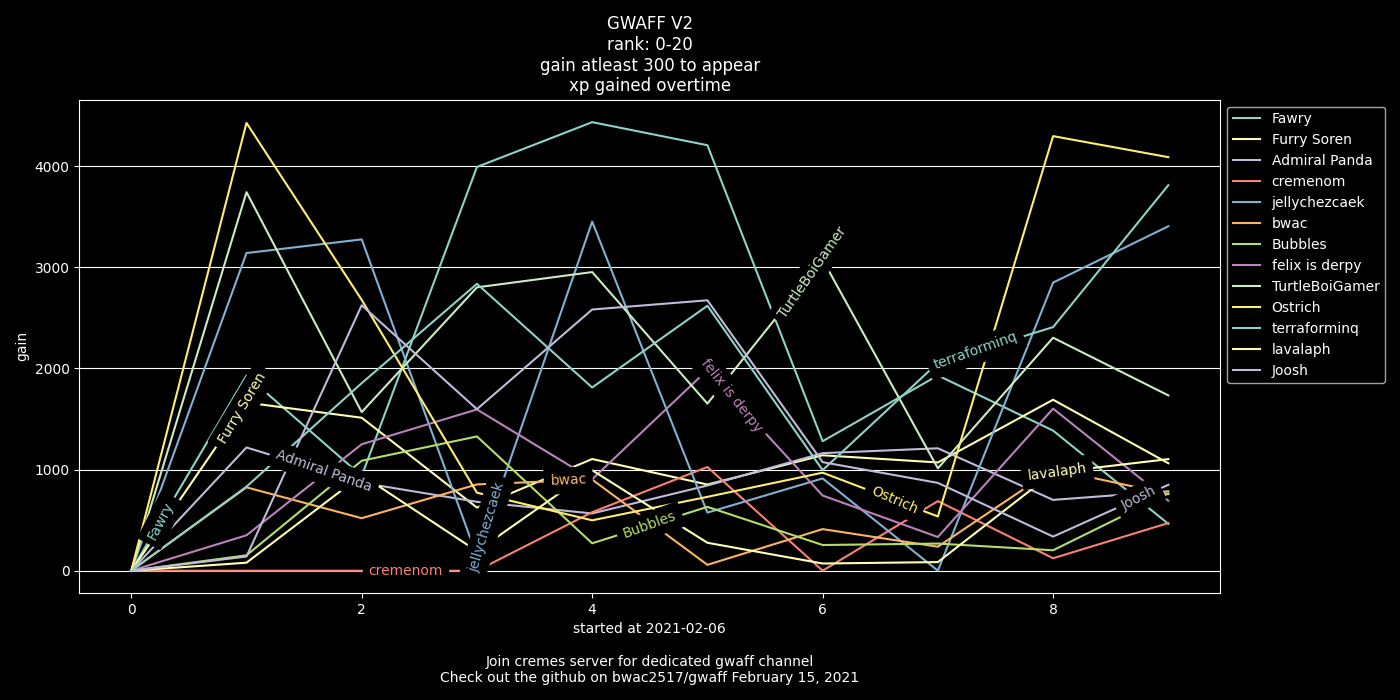 GWAFF V2
rank: 0-20
gain atleast 300 to appear
xp gained overtime
gain
4000
3000
2000
1000
0
0
2
4
6
8
Fawry
Furry Soren
Admiral Panda
cremenom
jellychezcaek
bwac
Bubbles
felix is derpy
TurtleBoiGamer
Ostrich
terraforminq
lavalaph
Joosh
Fawry
Furry Soren
Admiral Panda
cremenom
jellychezcaek
bwac
Bubbles
felix is derpy
TurtleBoiGamer
Ostrich
terraforminq
lavalaph
Joosh
started at 2021-02-06
Join cremes server for dedicated gwaff channel
Check out the github on bwac2517/gwaff February 15, 2021